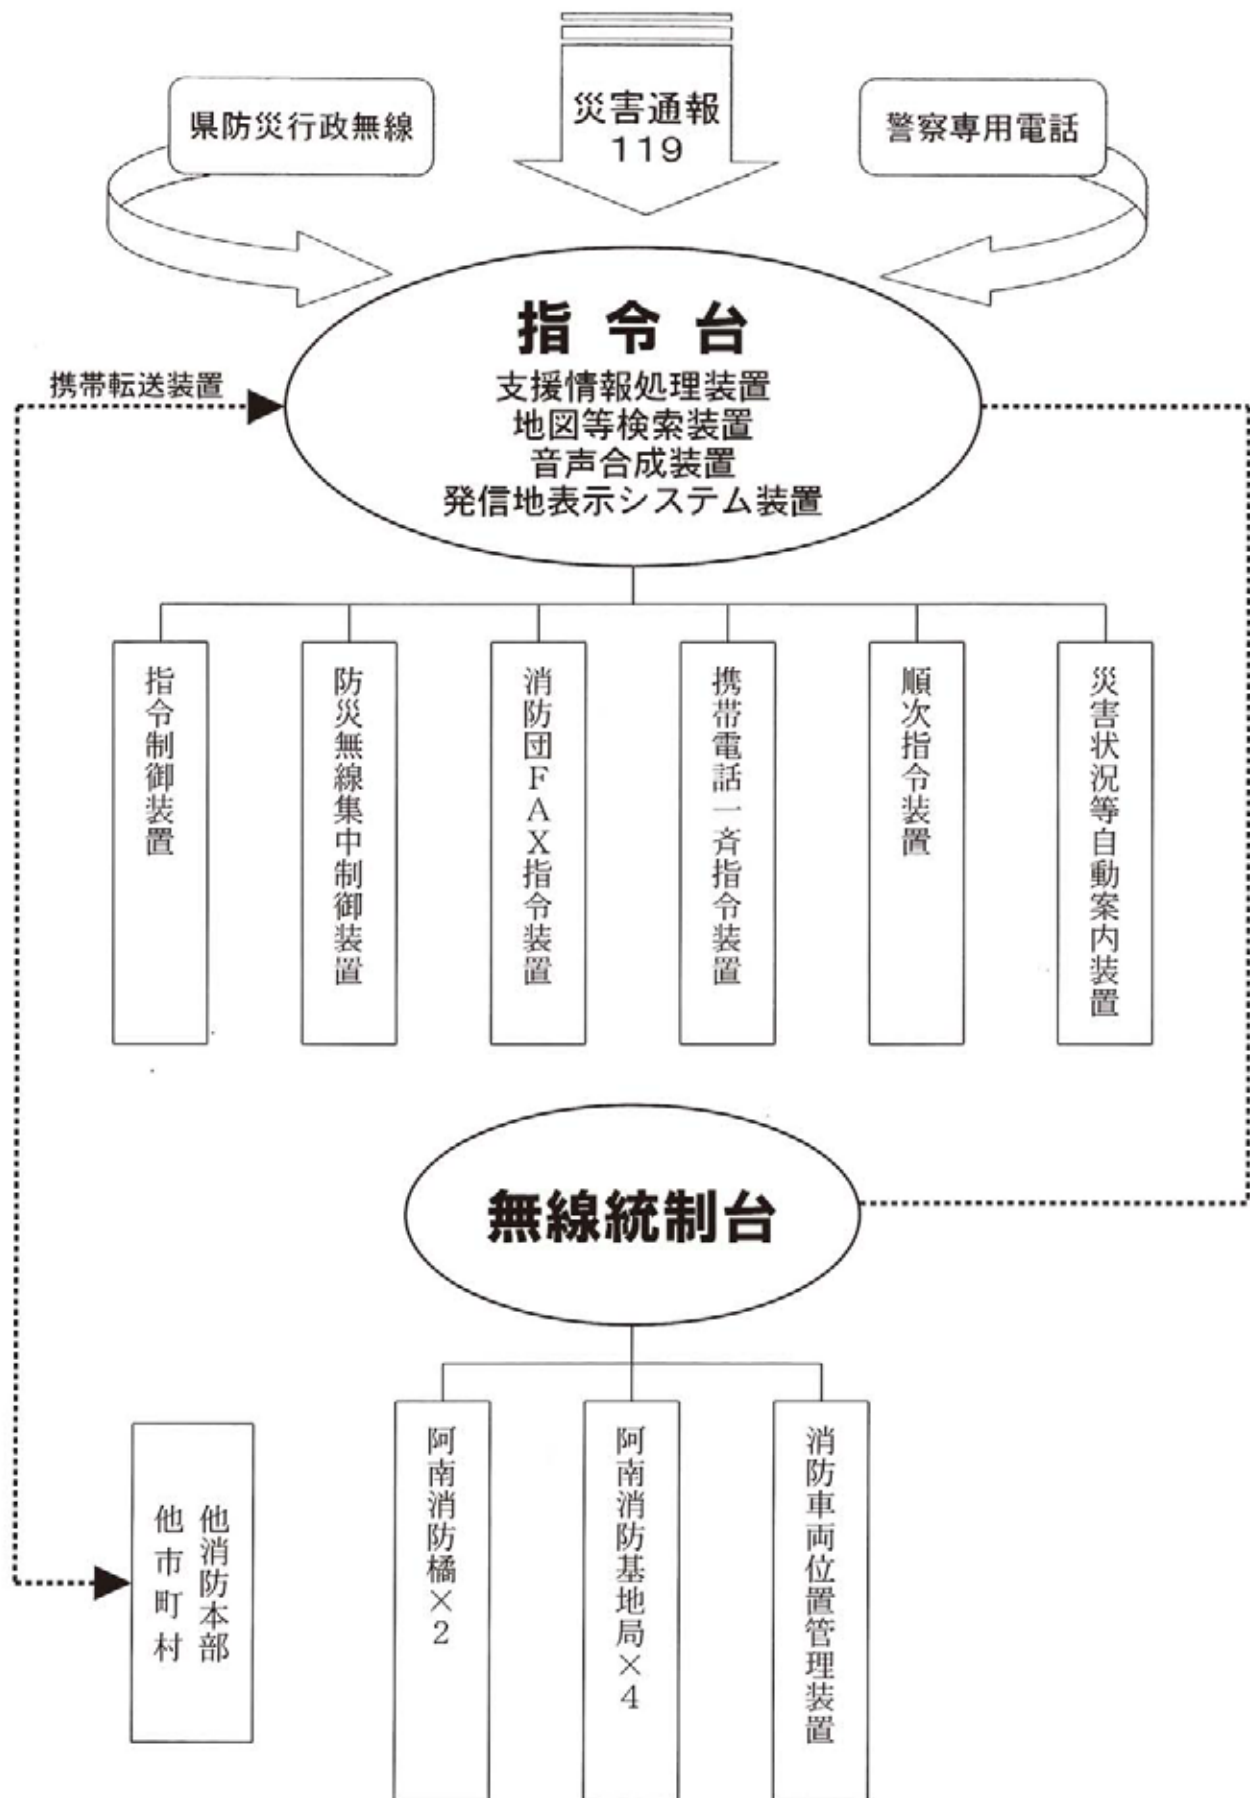 災害通報
119
県防災行政無線
警察専用電話
指令台
支援情報処理装置
地図等検索装置
音声合成装置
発信地表示システム装置
携帯転送装置
指令制御装置
防災無線集中制御装置
消防団FAX指令装置
携帯電話一斉指令装置
順次指令装置
災害状況等自動案内装置
無線統制台
他消防本部
他市町村
阿南消防橘×2
阿南消防基地局×4
消防車両位置管理装置